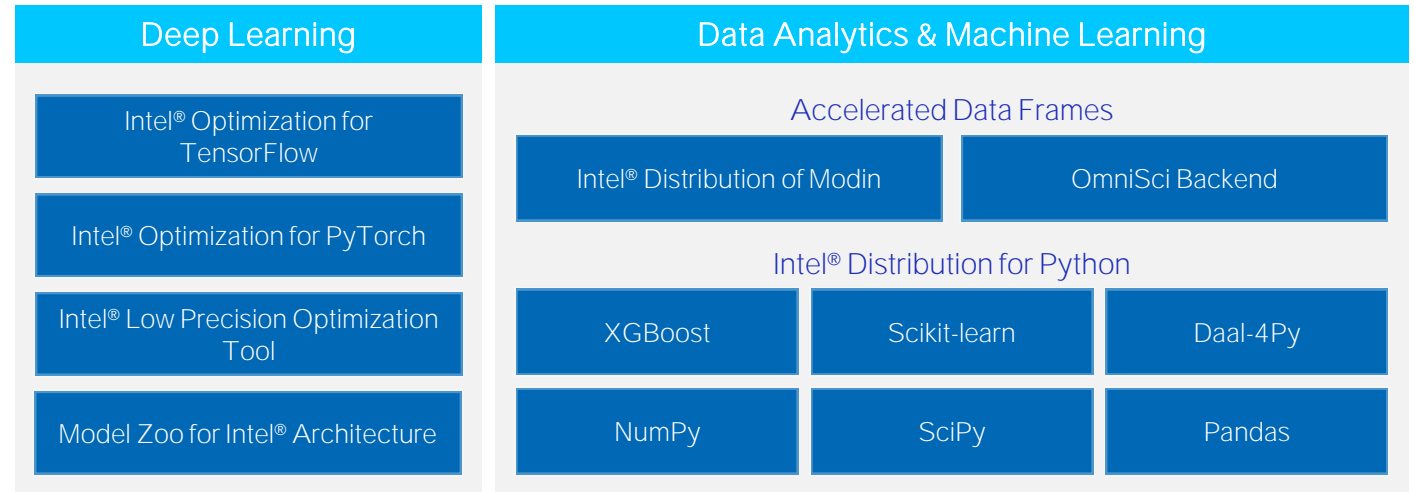 Deep Learning
Intel® Optimization for
TensorFlow
Intel® Optimization for PyTorch
Intel® Low Precision Optimization
Tool
Model Zoo for Intel® Architecture
Data Analytics & Machine Learning
Accelerated Data Frames
Intel® Distribution of Modin
OmniSci Backend
Intel® Distribution for Python
XGBoost
Scikit-learn
Daal-4Py
NumPy
SciPy
Pandas